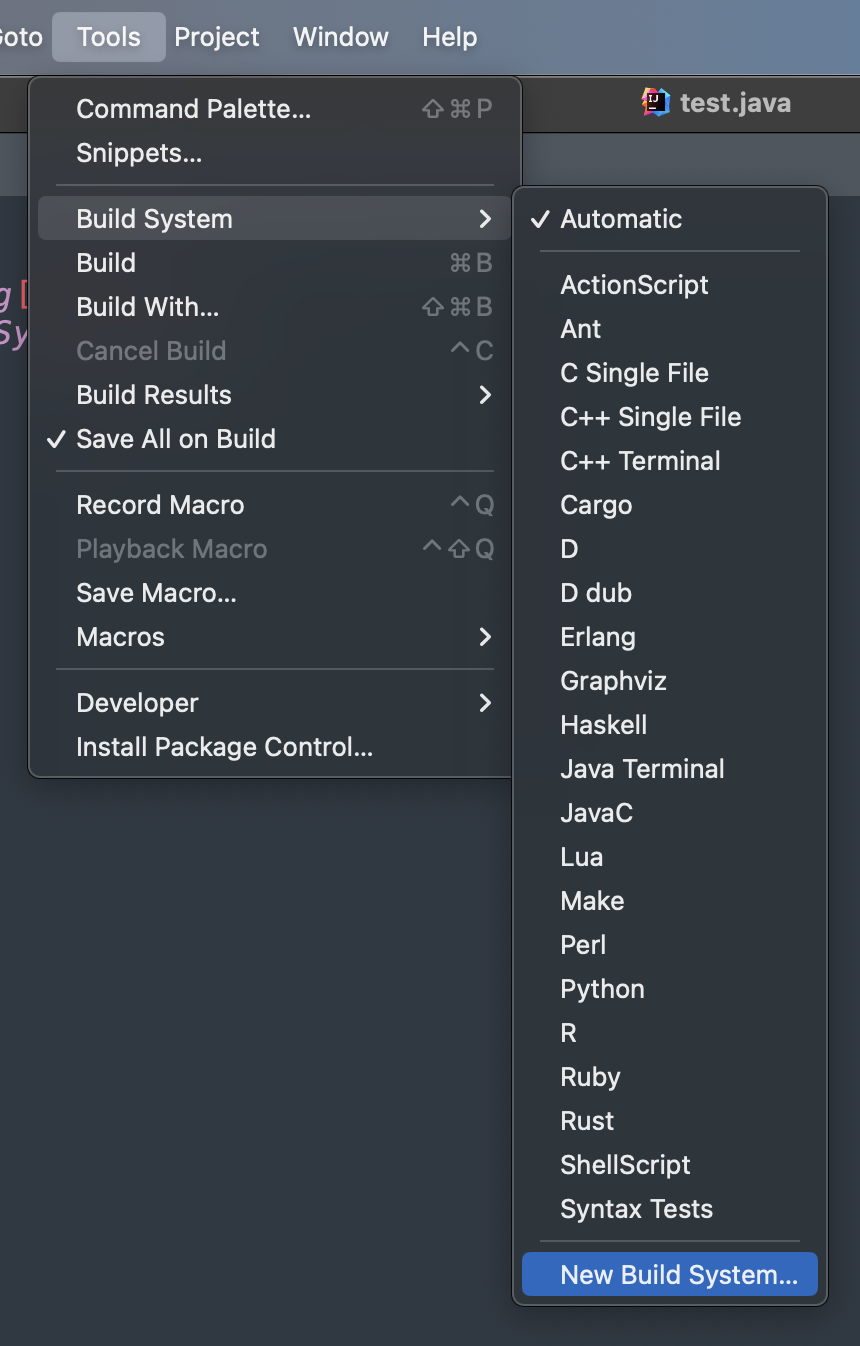 Goto Tools Project Window Help
test.java
Command Palette... ⇧⌘P
Snippets...
Build System
Build ⌘B
Build With... ⇧⌘B
Cancel Build ^C
Build Results
Save All on Build
Record Macro ^Q
Playback Macro ^⇧Q
Save Macro...
Macros
Developer
Install Package Control...
Automatic
ActionScript
Ant
C Single File
C++ Single File
C++ Terminal
Cargo
D
D dub
Erlang
Graphviz
Haskell
Java Terminal
JavaC
Lua
Make
Perl
Python
R
Ruby
Rust
ShellScript
Syntax Tests
New Build System...
g[
Sy